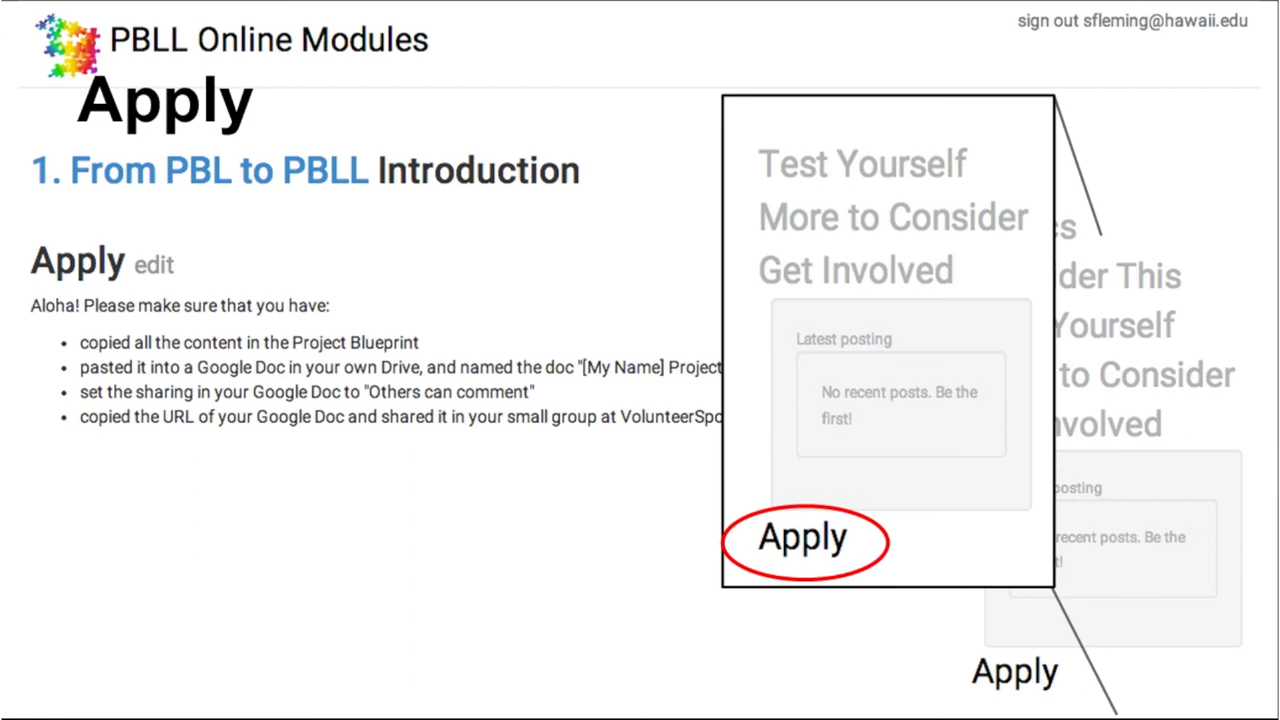 sign out sfleming@hawaii.edu
PBLL Online Modules
Apply
1. From PBL to PBLL Introduction
Apply edit
Aloha! Please make sure that you have:
• copied all the content in the Project Blueprint
• pasted it into a Google Doc in your own Drive, and named the doc "[My Name] Project
• set the sharing in your Google Doc to "Others can comment"
• copied the URL of your Google Doc and shared it in your small group at
Test Yourself
More to Consider
Get Involved
Latest posting
No recent posts. Be the
first!
Apply
der This
Yourself
to Consider
nvolved
posting
recent posts. Be the
Apply